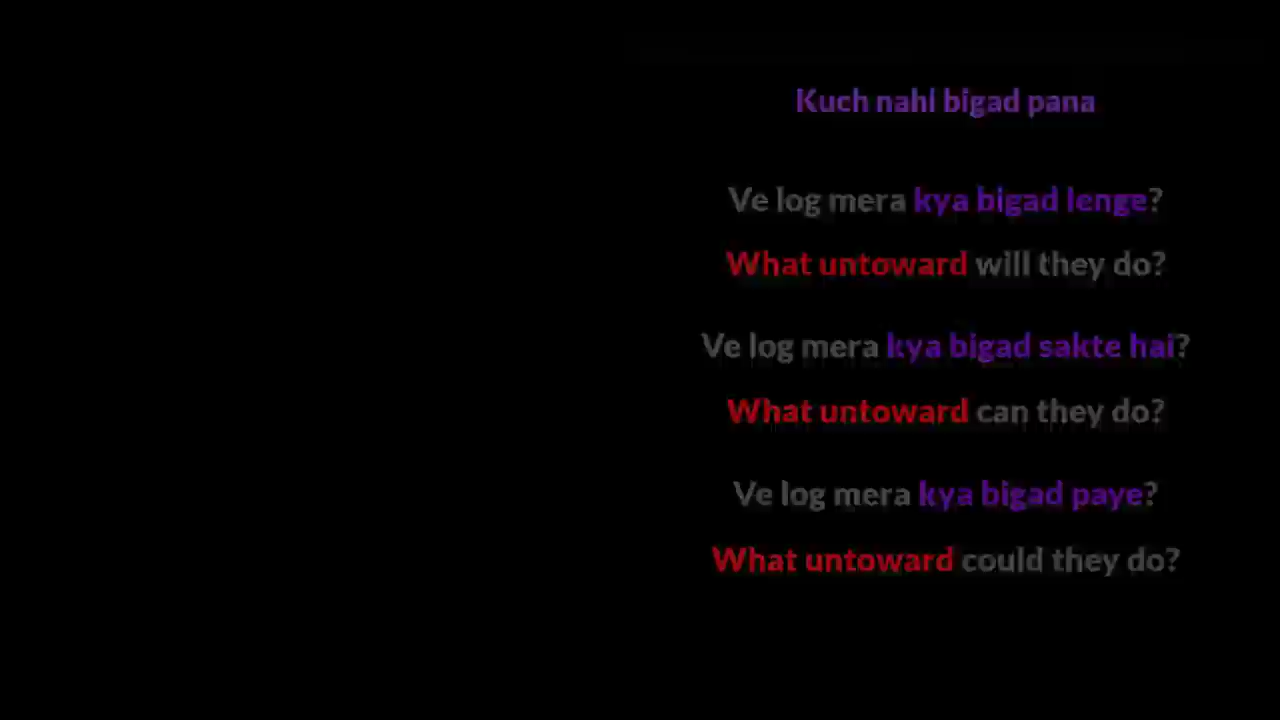 Kuch nahi bigad pana
Ve log mera kya bigad lenge?
What untoward will they do?
Ve log mera kya bigad sakte hai?
What untoward can they do?
Ve log mera kya bigad paye?
What untoward could they do?